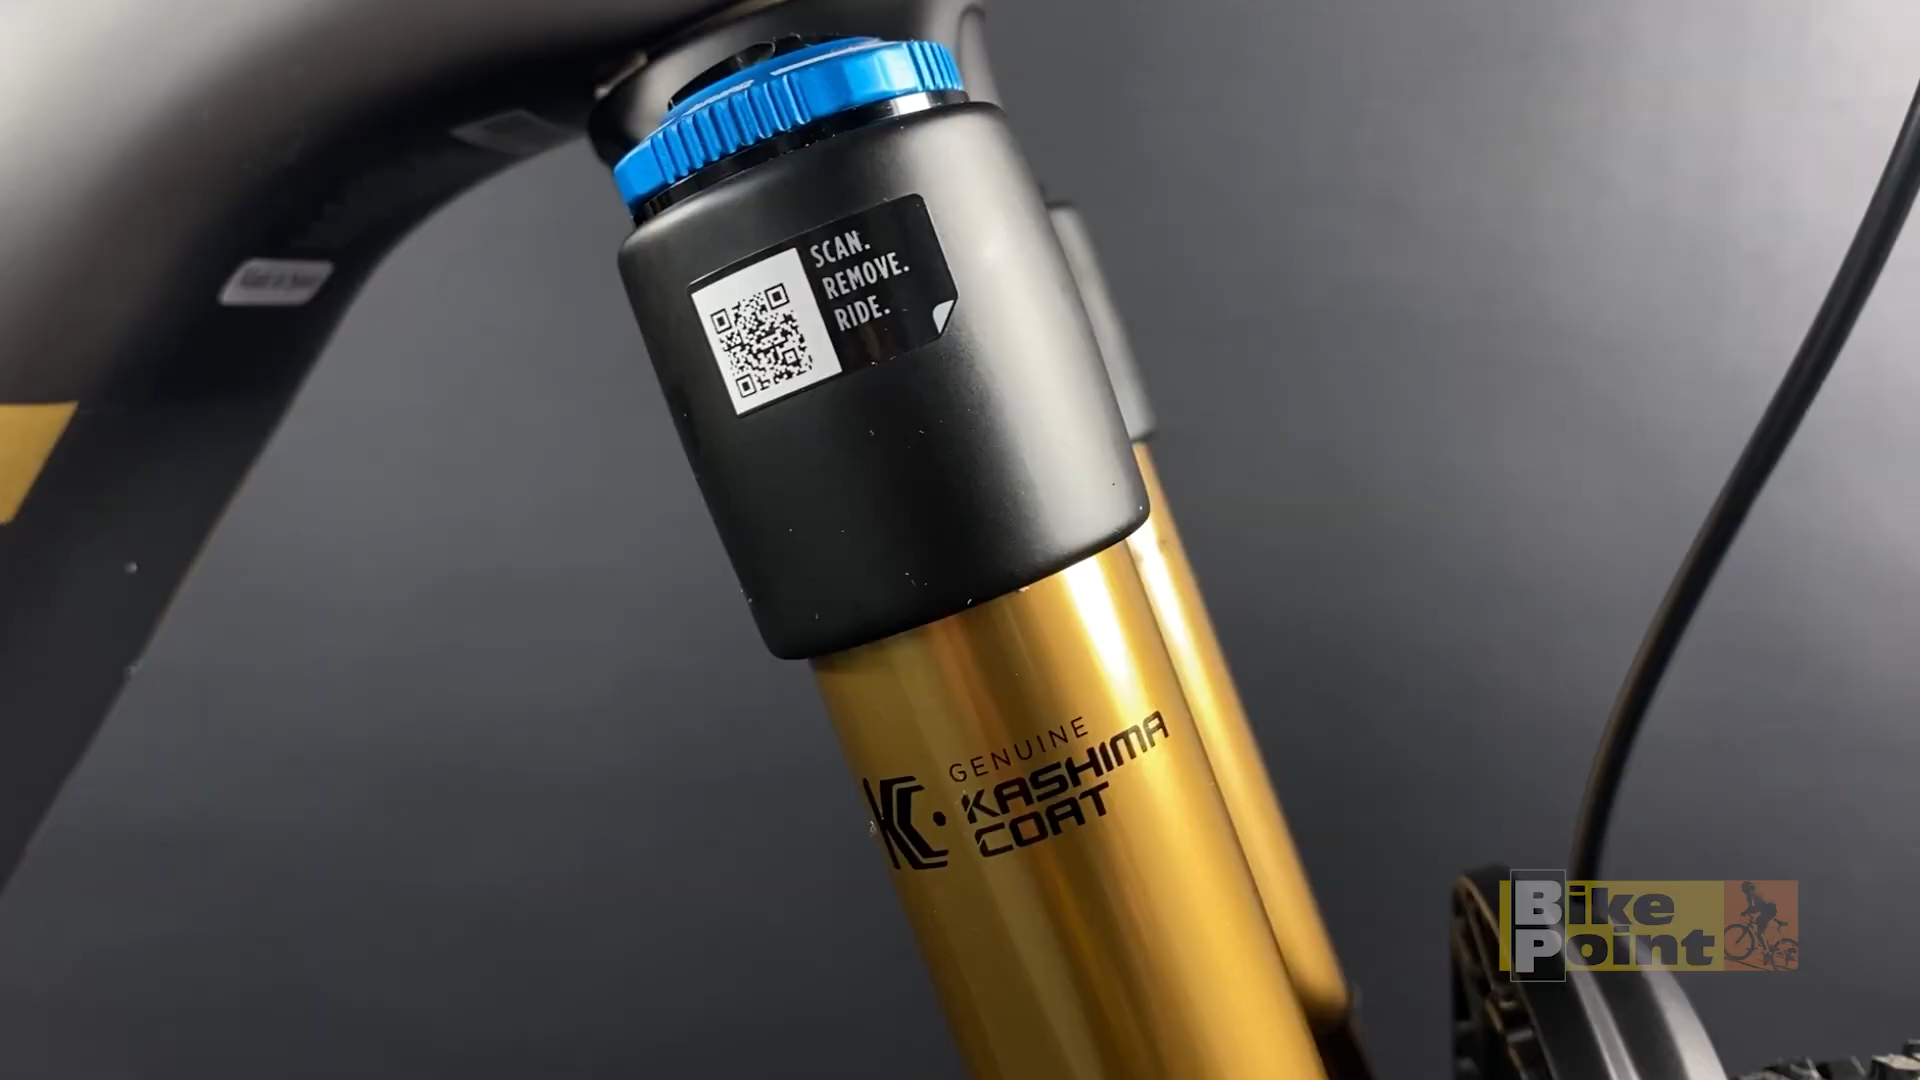 SCAN.
REMOVE.
RIDE.
GENUINE
KASHIMA
COAT
Bike
Point